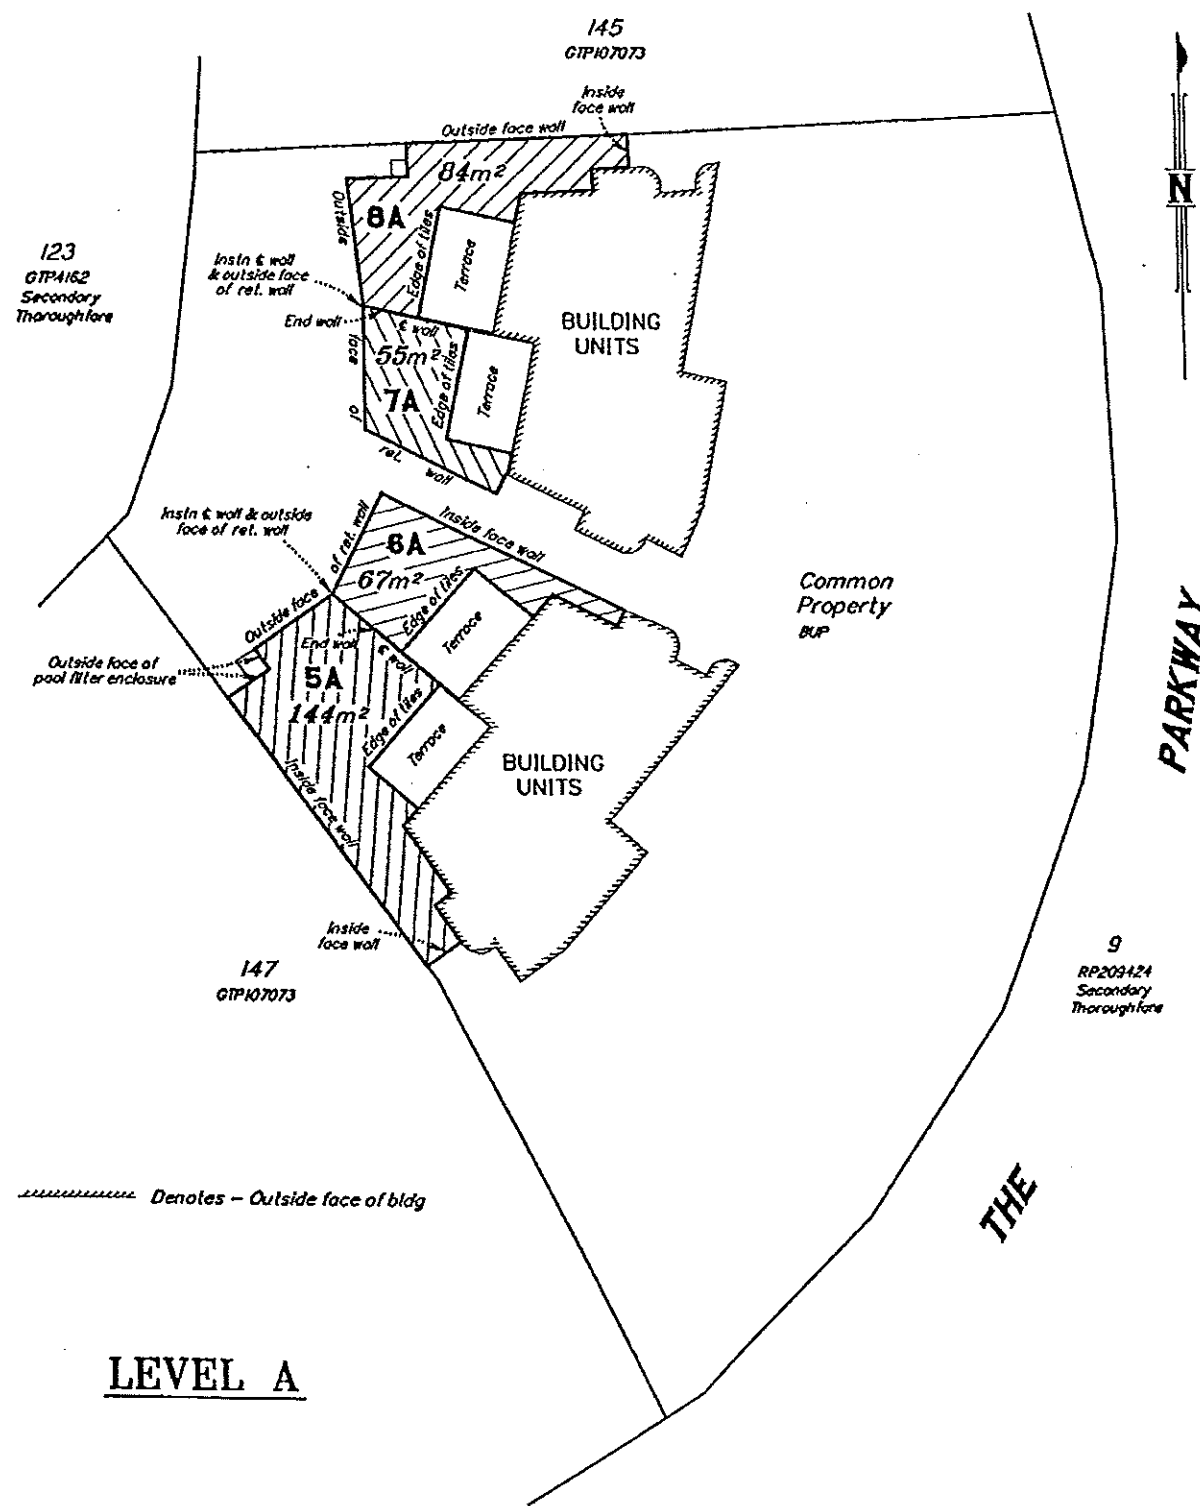 145
GTP107073
Inside
face wall
Outside face wall
84m²
N
8A
Outside
Edge of tiles
Terrace
123
GTP4162
Secondary
Thoroughfare
Instn ℄ wall
& outside face
of ret. wall
End wall
℄ wall
BUILDING
UNITS
face
55m²
Edge of tiles
Terrace
7A
of
ret. wall
Instn ℄ wall & outside
face of ret. wall
of ret. wall
Inside face wall
6A
67m²
Edge of tiles
Terrace
Common
Property
BUP
PARKWAY
Outside face
End wall
℄ wall
Outside face of
pool filter enclosure
5A
144m²
Edge of tiles
Terrace
Inside face wall
BUILDING
UNITS
Inside
face wall
147
GTP107073
9
RP209424
Secondary
Thoroughfare
THE
Denotes - Outside face of bldg
LEVEL A